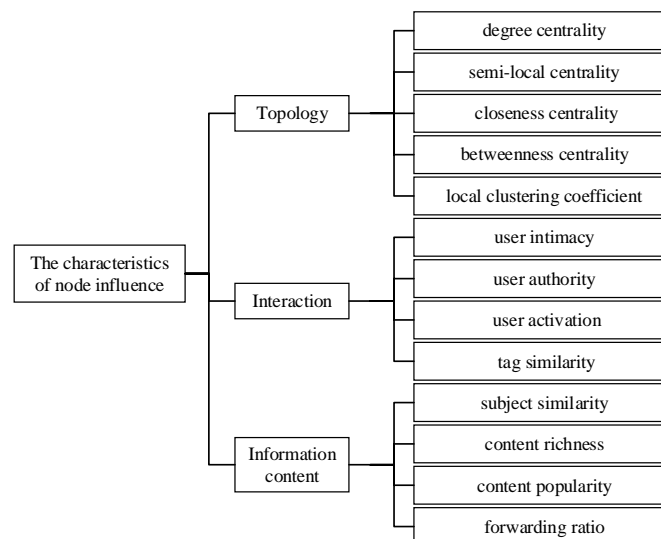 The characteristics
of node influence
Topology
degree centrality
semi-local centrality
closeness centrality
betweenness centrality
local clustering coefficient
Interaction
user intimacy
user authority
user activation
tag similarity
Information
content
subject similarity
content richness
content popularity
forwarding ratio